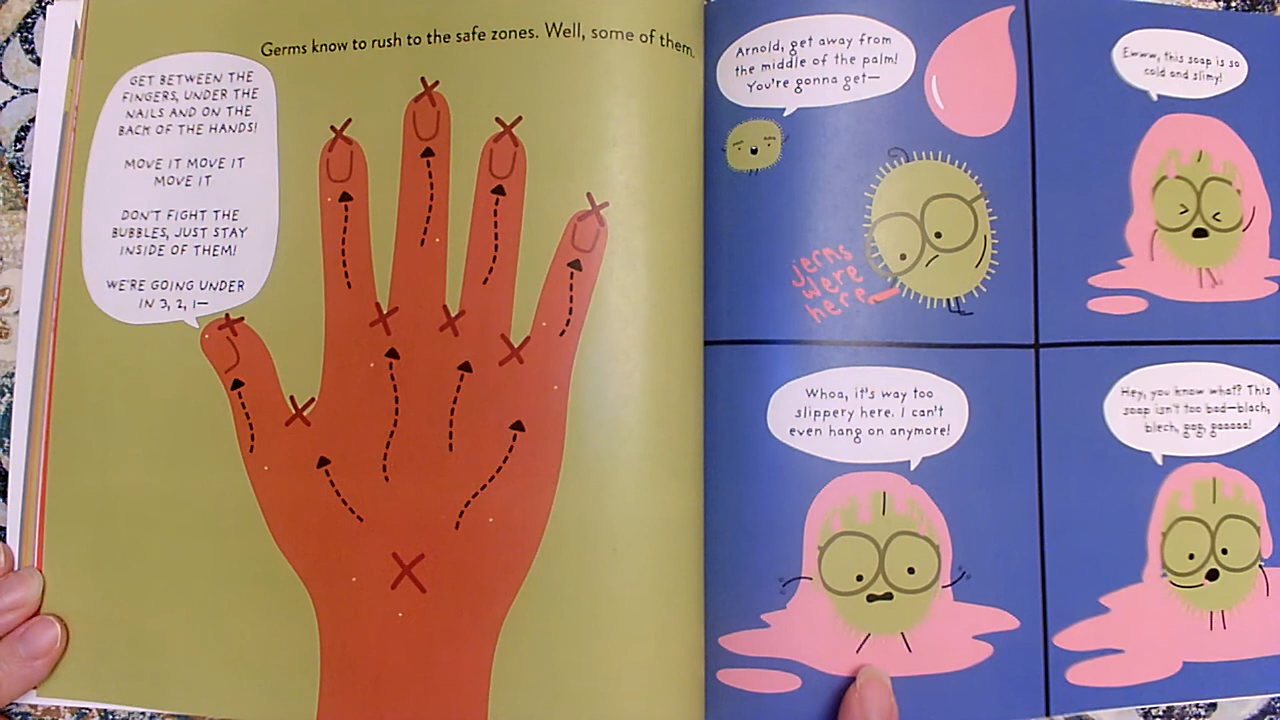 Germs know to rush to the safe zones. Well, some of them.
GET BETWEEN THE
FINGERS, UNDER THE
NAILS AND ON THE
BACK OF THE HANDS!
MOVE IT MOVE IT
MOVE IT
DON'T FIGHT THE
BUBBLES, JUST STAY
INSIDE OF THEM!
WE'RE GOING UNDER
IN 3, 2, 1—
Arnold, get away from
the middle of the palm!
You're gonna get—
jerms
were
here
Ewww, this soap is so
cold and slimy!
Whoa, it's way too
slippery here. I can't
even hang on anymore!
Hey, you know what? This
soap isn't too bad—blach,
blech, gag, gaaaaa!